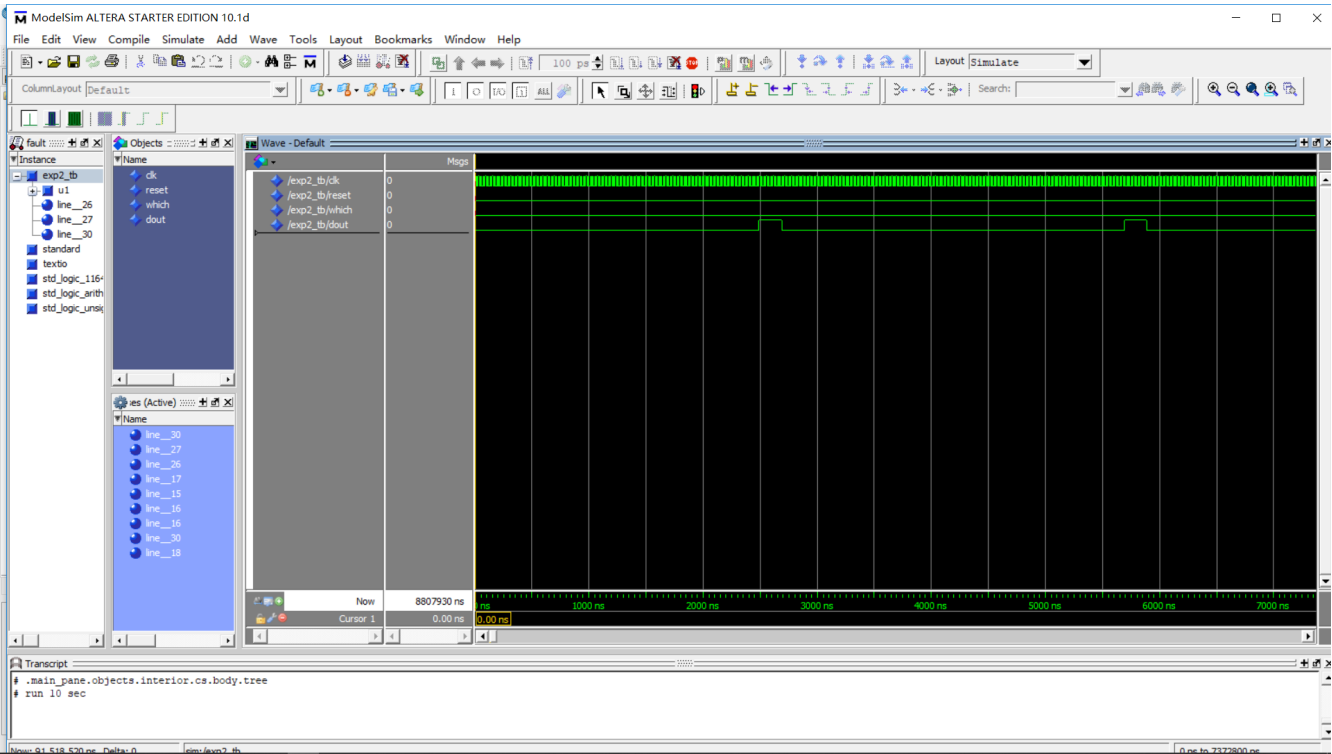 ModelSim ALTERA STARTER EDITION 10.1d
File Edit View Compile Simulate Add Wave Tools Layout Bookmarks Window Help
100 ps
Layout Simulate
ColumnLayout Default
Search:
fault
Instance
exp2_tb
u1
line__26
line__27
line__30
standard
textio
std_logic_116
std_logic_arith
std_logic_unsig
Objects
Name
clk
reset
which
dout
ses (Active)
Name
line__30
line__27
line__26
line__17
line__15
line__16
line__16
line__30
line__18
Wave - Default
Msgs
/exp2_tb/clk 0
/exp2_tb/reset 0
/exp2_tb/which 0
/exp2_tb/dout 0
Now 8807930 ns
ns 1000 ns 2000 ns 3000 ns 4000 ns 5000 ns 6000 ns 7000 ns
Cursor 1 0.00 ns 0.00 ns
Transcript
# .main_pane.objects.interior.cs.body.tree
# run 10 sec
Now: 91,518,520 ns Delta: 0 sim:/exp2_tb 0 ns to 7372800 ns